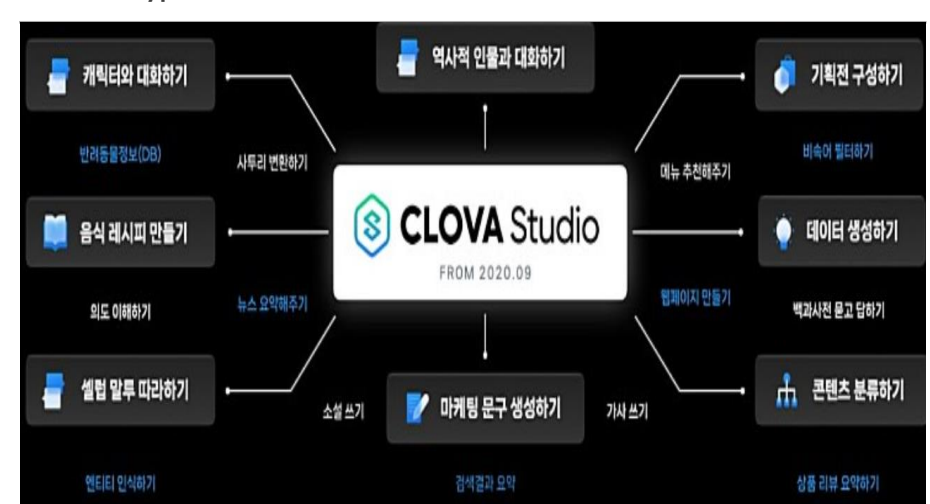 역사적 인물과 대화하기
캐릭터와 대화하기
기획전 구성하기
반려동물정보(DB)
사투리 변환하기
메뉴 추천해주기
비속어 필터하기
음식 레시피 만들기
CLOVA Studio
FROM 2020.09
데이터 생성하기
의도 이해하기
뉴스 요약해주기
웹페이지 만들기
백과사전 묻고 답하기
셀럽 말투 따라하기
소설 쓰기
마케팅 문구 생성하기
가사 쓰기
콘텐츠 분류하기
엔티티 인식하기
검색결과 요약
상품 리뷰 요약하기